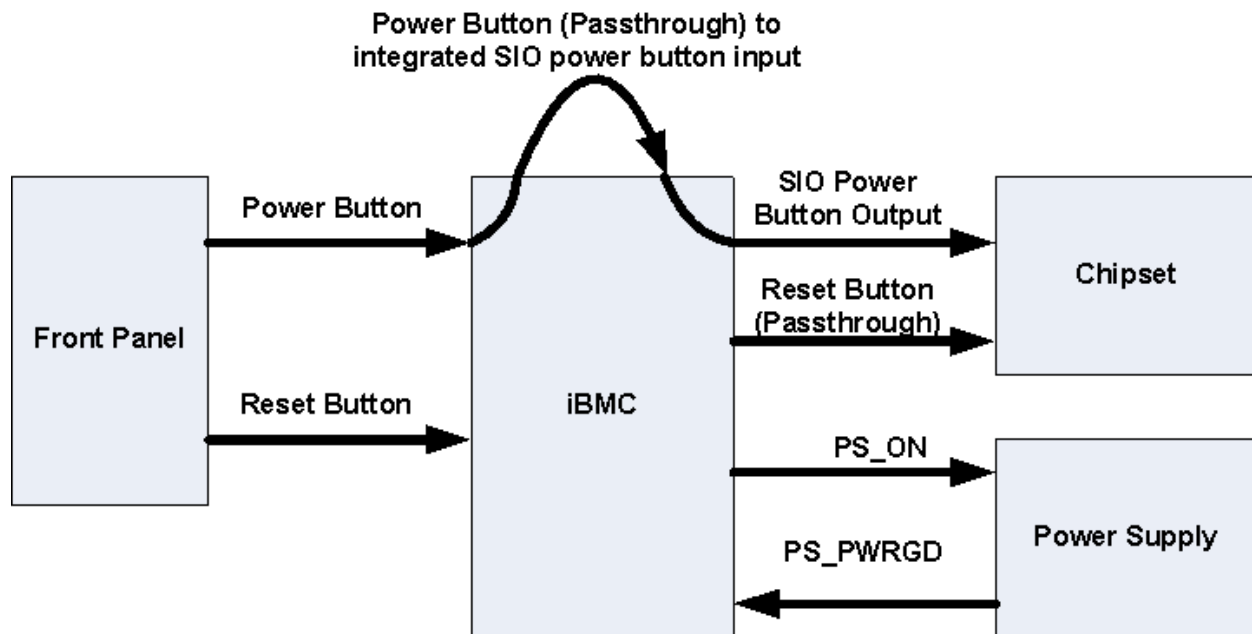 Power Button (Passthrough) to
integrated SIO power button input
Power Button
SIO Power
Button Output
Chipset
Reset Button
(Passthrough)
Front Panel
Reset Button
iBMC
PS_ON
Power Supply
PS_PWRGD